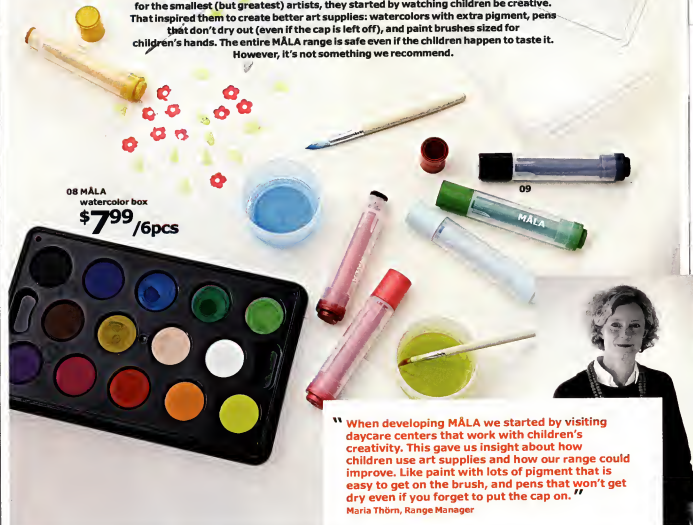 for the smallest (but greatest) artists, they started by watching children be creative.
That inspired them to create better art supplies: watercolors with extra pigment, pens
that don't dry out (even if the cap is left off), and paint brushes sized for
children's hands. The entire MÅLA range is safe even if the children happen to taste it.
However, it's not something we recommend.
08 MÅLA
watercolor box
$7.99/6pcs
09
MÅLA
" When developing MÅLA we started by visiting
daycare centers that work with children's
creativity. This gave us insight about how
children use art supplies and how our range could
improve. Like paint with lots of pigment that is
easy to get on the brush, and pens that won't get
dry even if you forget to put the cap on. "
Maria Thörn, Range Manager